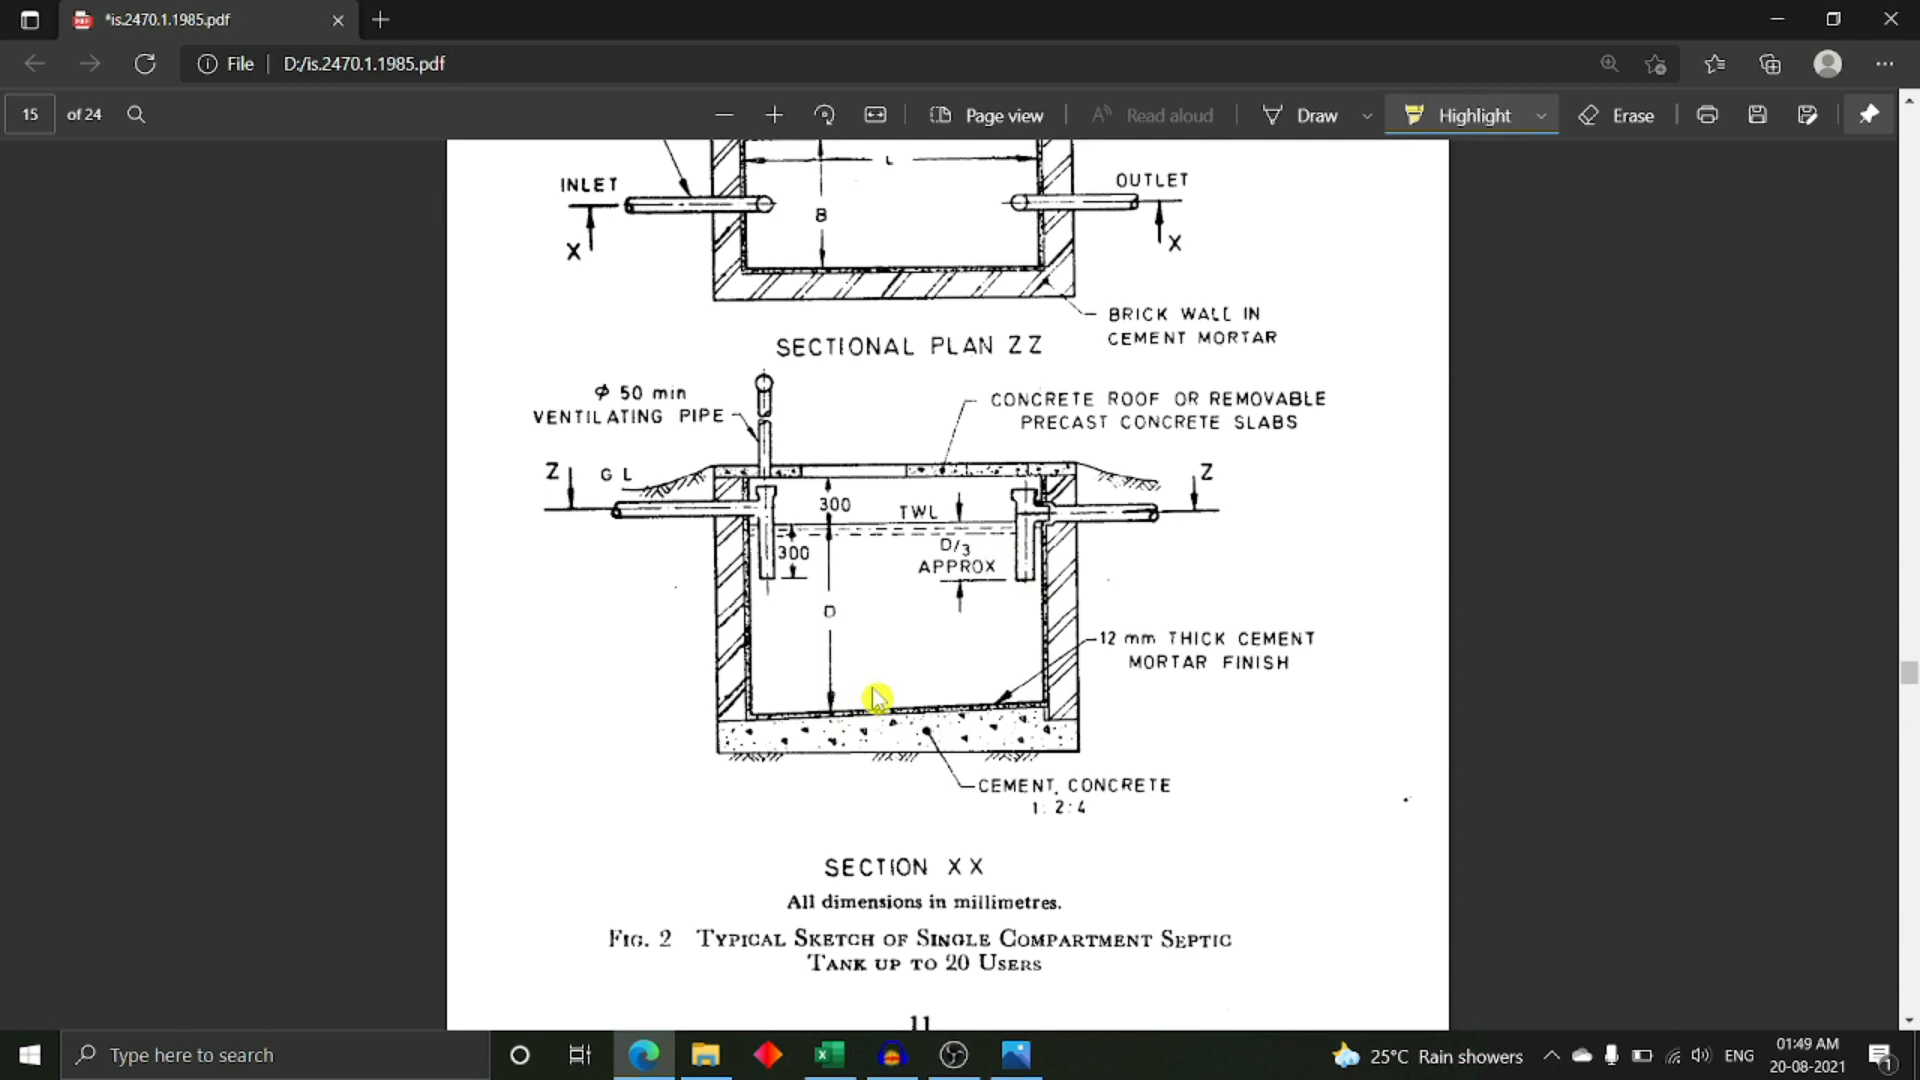 *is.2470.1.1985.pdf
File
D:/is.2470.1.1985.pdf
15
of 24
Page view
Read aloud
Draw
Highlight
Erase
L
INLET
OUTLET
B
X
X
BRICK WALL IN
CEMENT MORTAR
SECTIONAL PLAN ZZ
φ 50 min
VENTILATING PIPE
CONCRETE ROOF OR REMOVABLE
PRECAST CONCRETE SLABS
Z
G L
Z
300
TWL
300
D/3
APPROX
D
12 mm THICK CEMENT
MORTAR FINISH
CEMENT, CONCRETE
1:2:4
SECTION XX
All dimensions in millimetres.
FIG. 2 TYPICAL SKETCH OF SINGLE COMPARTMENT SEPTIC
TANK UP TO 20 USERS
11
Type here to search
25°C Rain showers
ENG
01:49 AM
20-08-2021
1